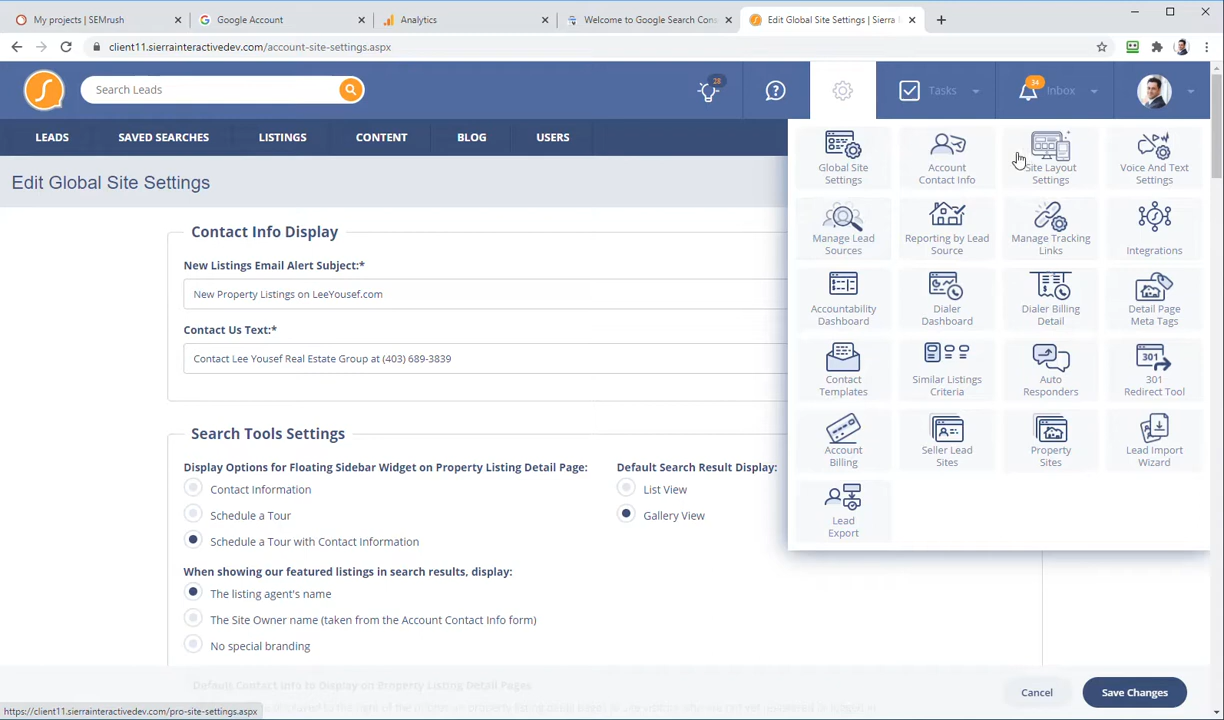 My projects | SEMrush
Google Account
Analytics
Welcome to Google Search Cons
Edit Global Site Settings | Sierra I
client11.sierrainteractivedev.com/account-site-settings.aspx
Search Leads
28
Tasks
34
Inbox
LEADS
SAVED SEARCHES
LISTINGS
CONTENT
BLOG
USERS
Edit Global Site Settings
Global Site
Settings
Account
Contact Info
Site Layout
Settings
Voice And Text
Settings
Manage Lead
Sources
Reporting by Lead
Source
Manage Tracking
Links
Integrations
Accountability
Dashboard
Dialer
Dashboard
Dialer Billing
Detail
Detail Page
Meta Tags
Contact
Templates
Similar Listings
Criteria
Auto
Responders
301
301
Redirect Tool
Account
Billing
Seller Lead
Sites
Property
Sites
Lead Import
Wizard
Lead
Export
Contact Info Display
New Listings Email Alert Subject:*
New Property Listings on LeeYousef.com
Contact Us Text:*
Contact Lee Yousef Real Estate Group at (403) 689-3839
Search Tools Settings
Display Options for Floating Sidebar Widget on Property Listing Detail Page:
Contact Information
Schedule a Tour
Schedule a Tour with Contact Information
Default Search Result Display:
List View
Gallery View
When showing our featured listings in search results, display:
The listing agent's name
The Site Owner name (taken from the Account Contact Info form)
No special branding
Default Contact Info to Display on Property Listing Detail Pages
Cancel
Save Changes
https://client11.sierrainteractivedev.com/pro-site-settings.aspx